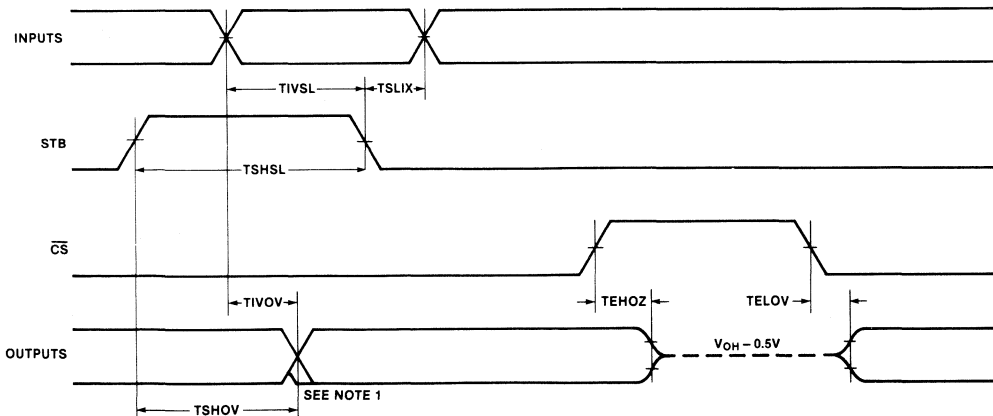 INPUTS
TIVSL
TSLIX
STB
TSHSL
CS
TIVOV
TEHOZ
TELOV
OUTPUTS
VOH – 0.5V
SEE NOTE 1
TSHOV